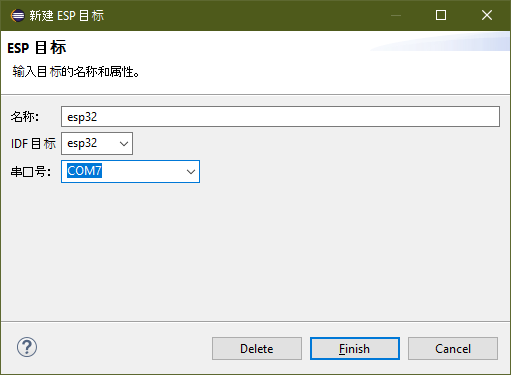 新建 ESP 目标
ESP 目标
输入目标的名称和属性。
名称: esp32
IDF 目标 esp32
串口号: COM7
? Delete Finish Cancel